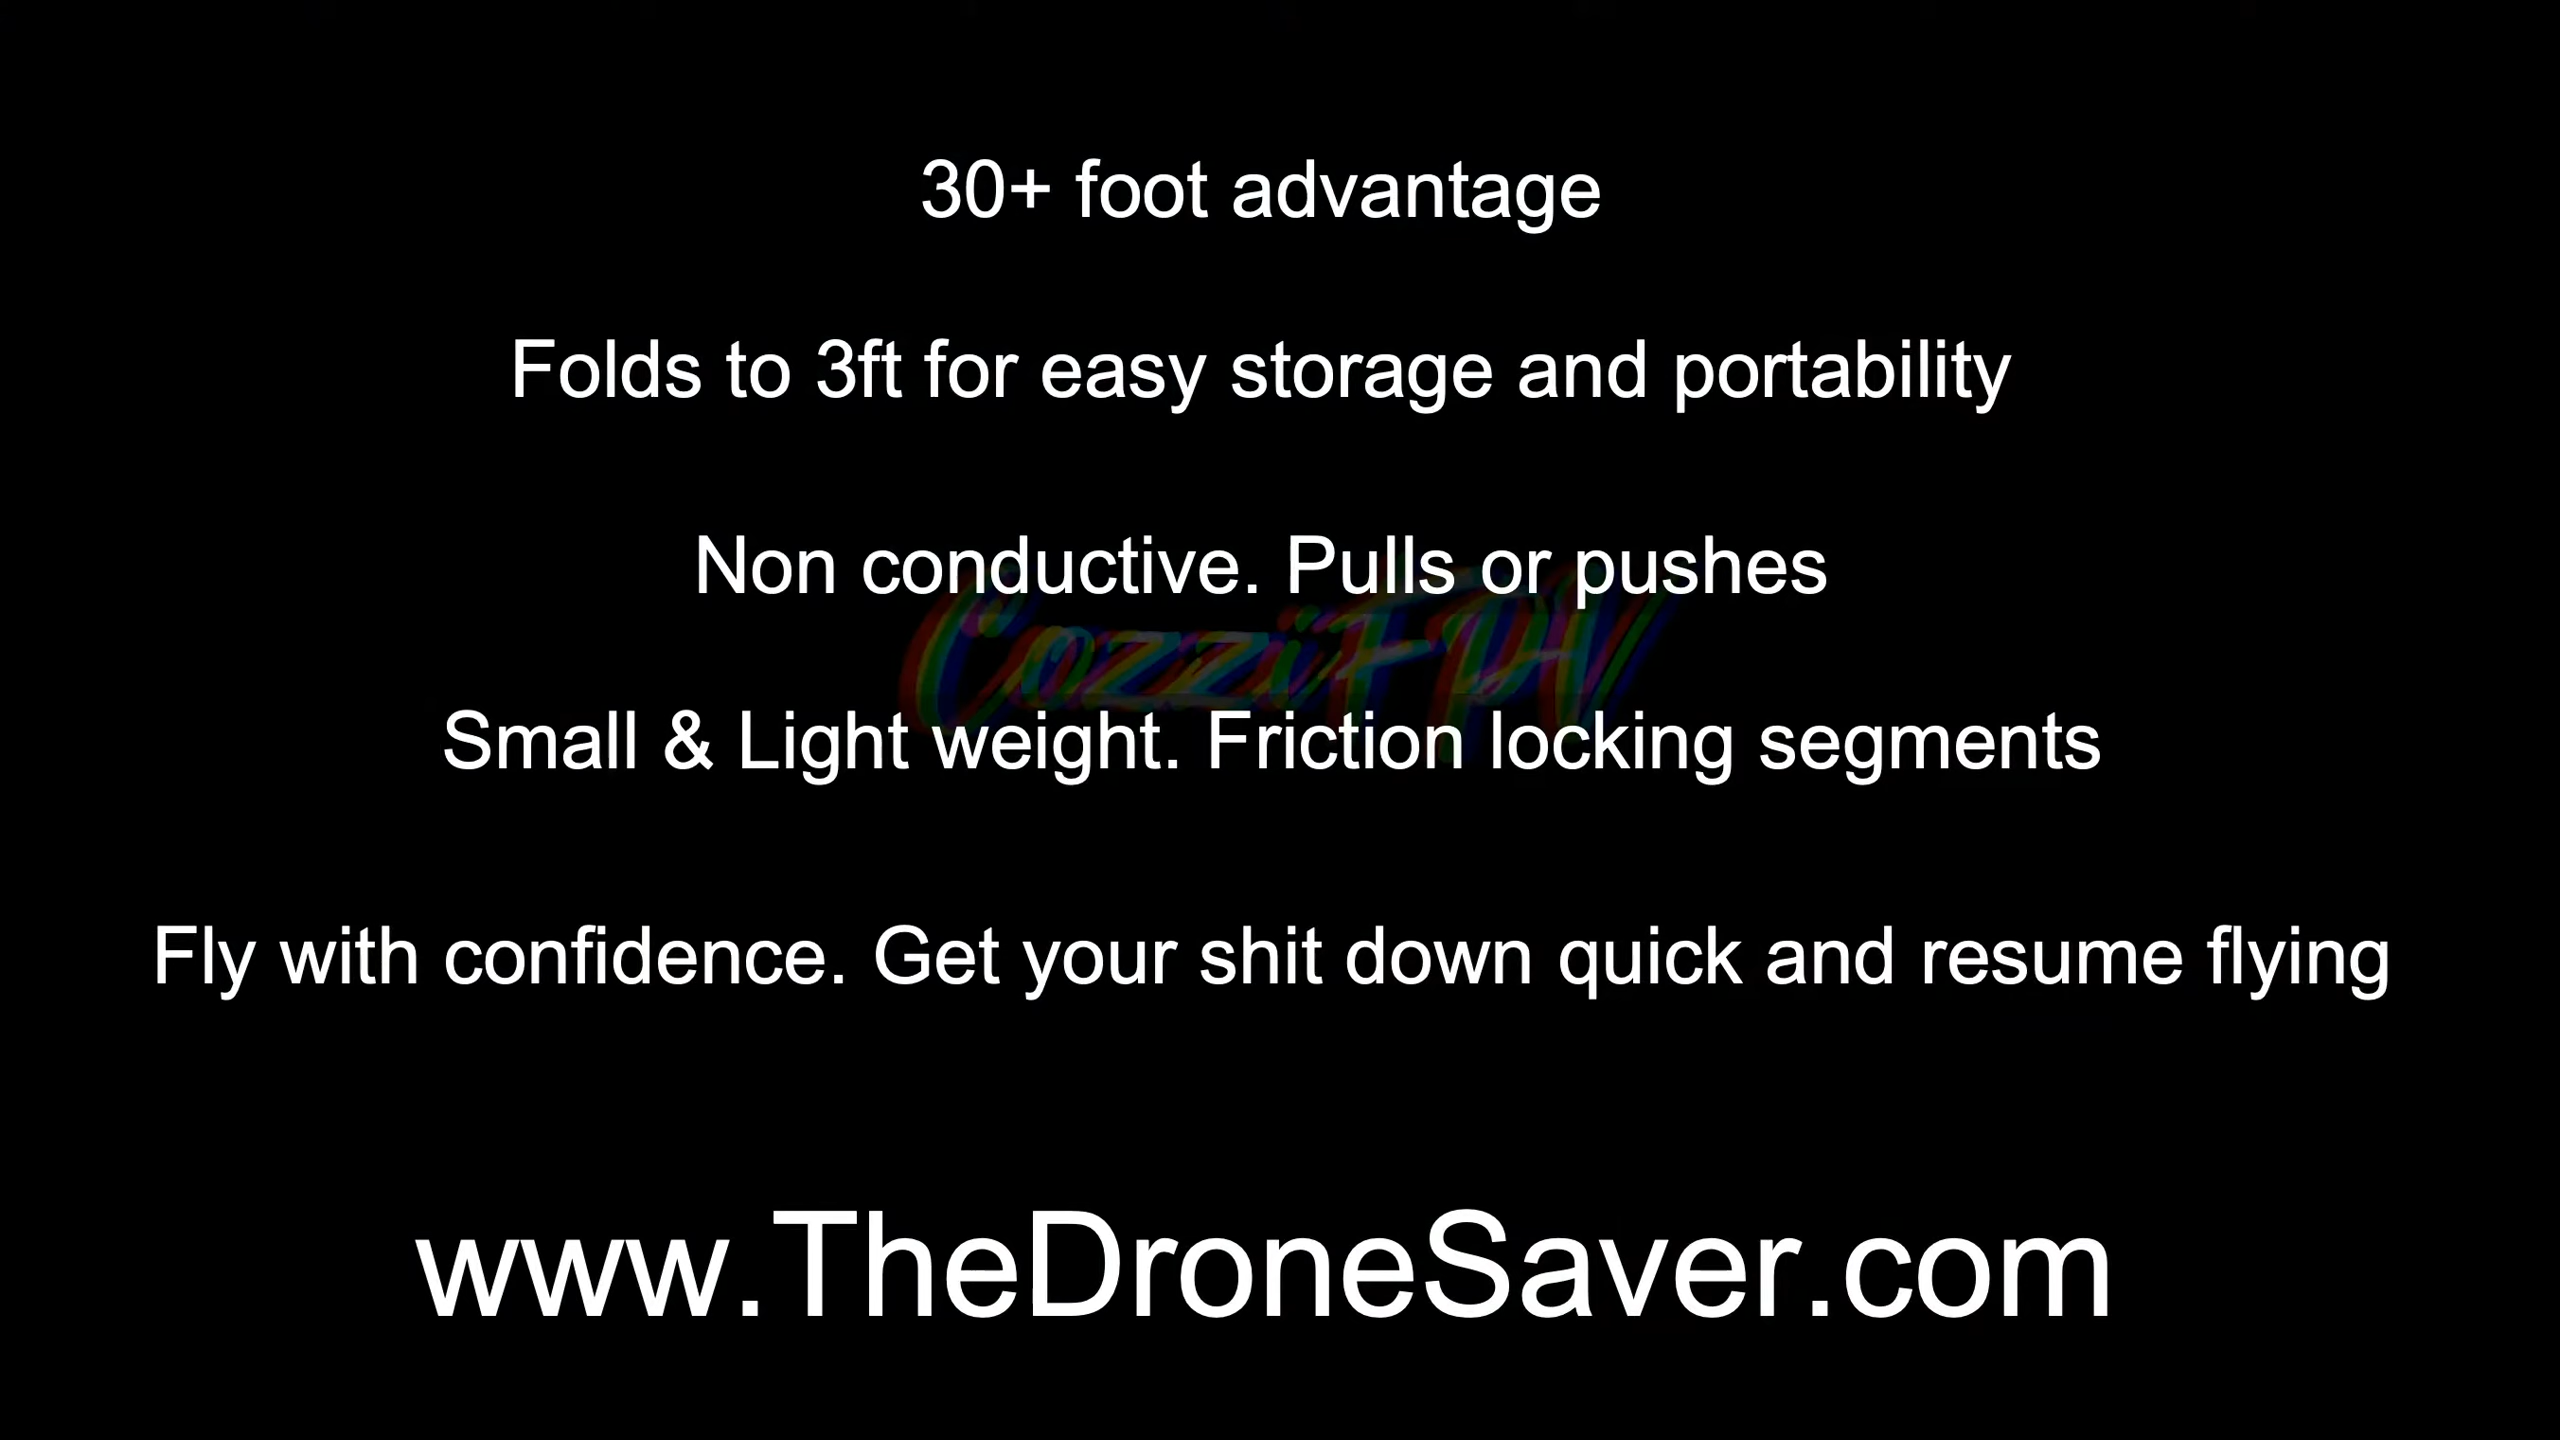 30+ foot advantage
Folds to 3ft for easy storage and portability
Non conductive. Pulls or pushes
CozziFPV
Small & Light weight. Friction locking segments
Fly with confidence. Get your shit down quick and resume flying
www.TheDroneSaver.com